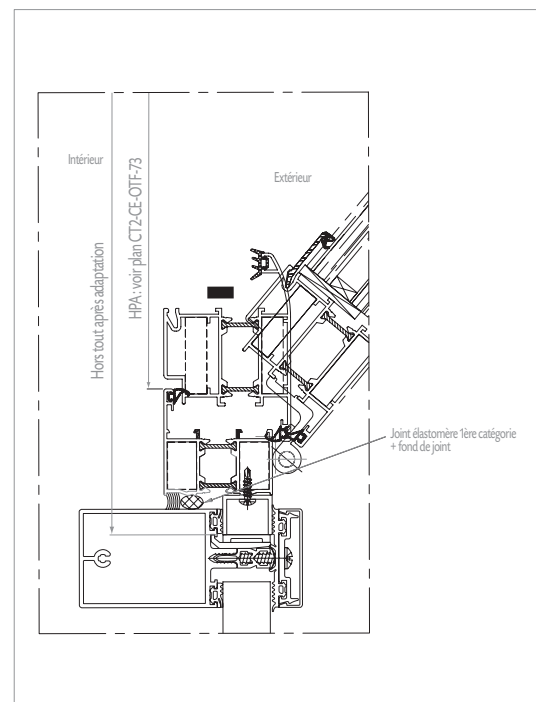 Intérieur
Extérieur
Hors tout après adaptation
HPA : voir plan CT2-CE-OTF-73
Joint élastomère 1ère catégorie
+ fond de joint